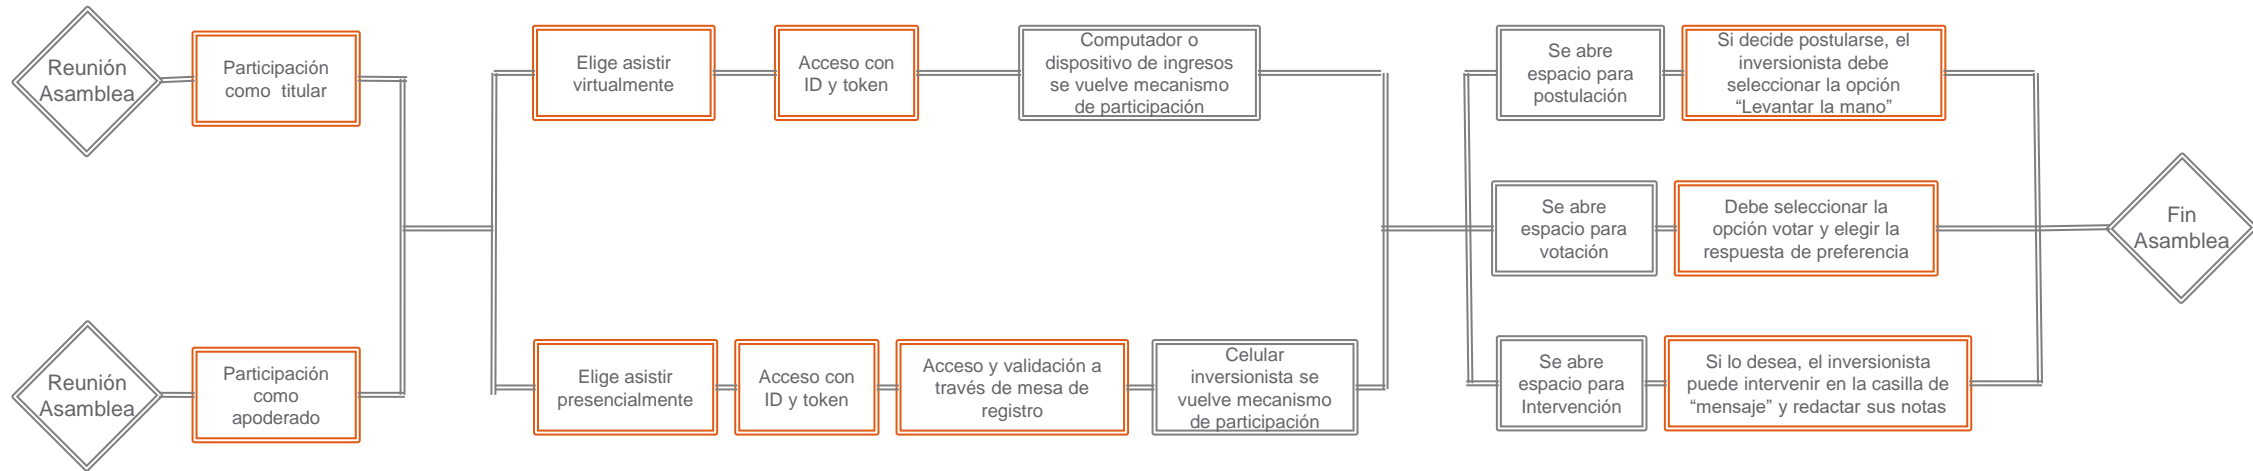 Reunión
Asamblea
Participación
como titular
Elige asistir
virtualmente
Acceso con
ID y token
Computador o
dispositivo de ingresos
se vuelve mecanismo
de participación
Se abre
espacio para
postulación
Si decide postularse, el
inversionista debe
seleccionar la opción
“Levantar la mano”
Se abre
espacio para
votación
Debe seleccionar la
opción votar y elegir la
respuesta de preferencia
Fin
Asamblea
Reunión
Asamblea
Participación
como
apoderado
Elige asistir
presencialmente
Acceso con
ID y token
Acceso y validación a
través de mesa de
registro
Celular
inversionista se
vuelve mecanismo
de participación
Se abre
espacio para
Intervención
Si lo desea, el inversionista
puede intervenir en la casilla de
“mensaje” y redactar sus notas